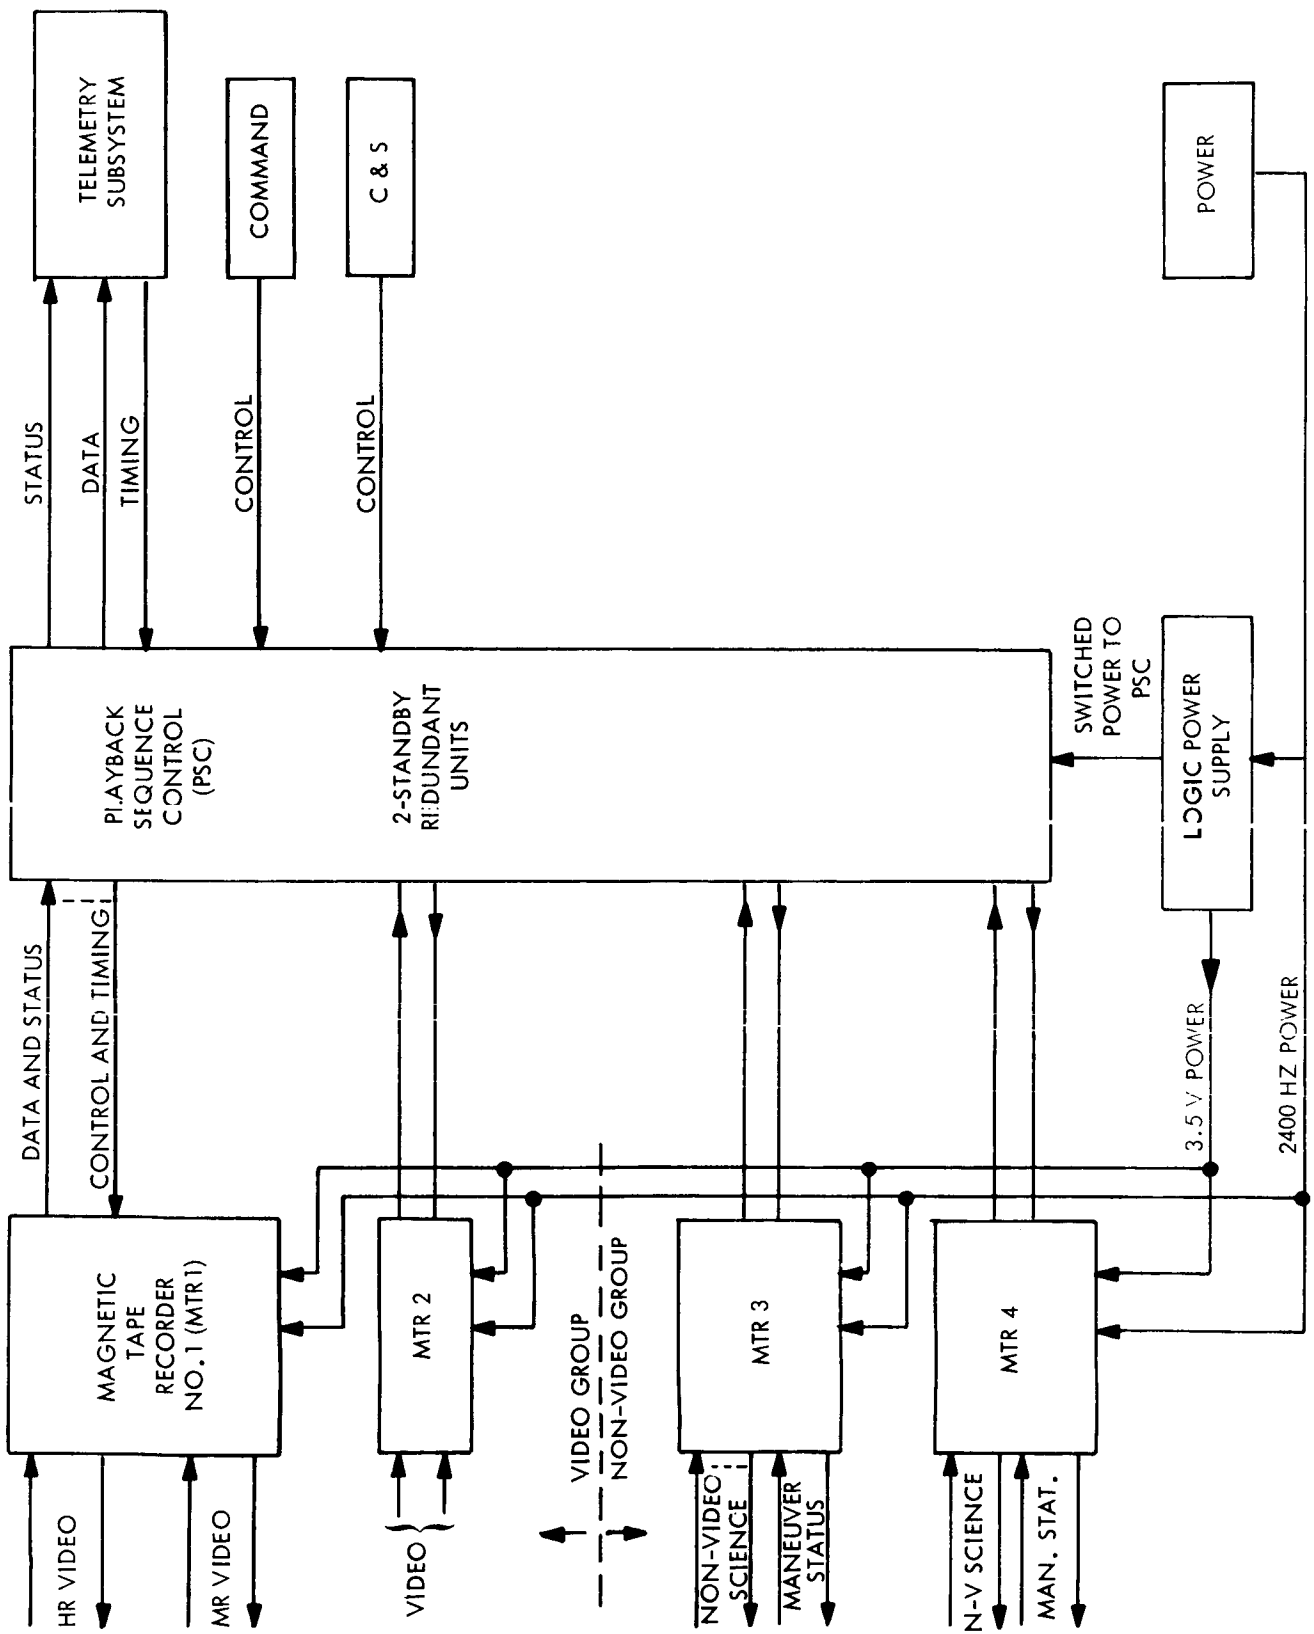 HR VIDEO
MR VIDEO
VIDEO
NON-VIDEO
SCIENCE
MANEUVER
STATUS
N-V SCIENCE
MAN. STAT.
MAGNETIC
TAPE
RECORDER
NO. 1 (MTR1)
MTR 2
VIDEO GROUP
NON-VIDEO GROUP
MTR 3
MTR 4
DATA AND STATUS
CONTROL AND TIMING
3.5 V POWER
2400 HZ POWER
PLAYBACK
SEQUENCE
CONTROL
(PSC)
2-STANDBY
REDUNDANT
UNITS
SWITCHED
POWER TO
PSC
LOGIC POWER
SUPPLY
STATUS
DATA
TIMING
CONTROL
CONTROL
TELEMETRY
SUBSYSTEM
COMMAND
C & S
POWER